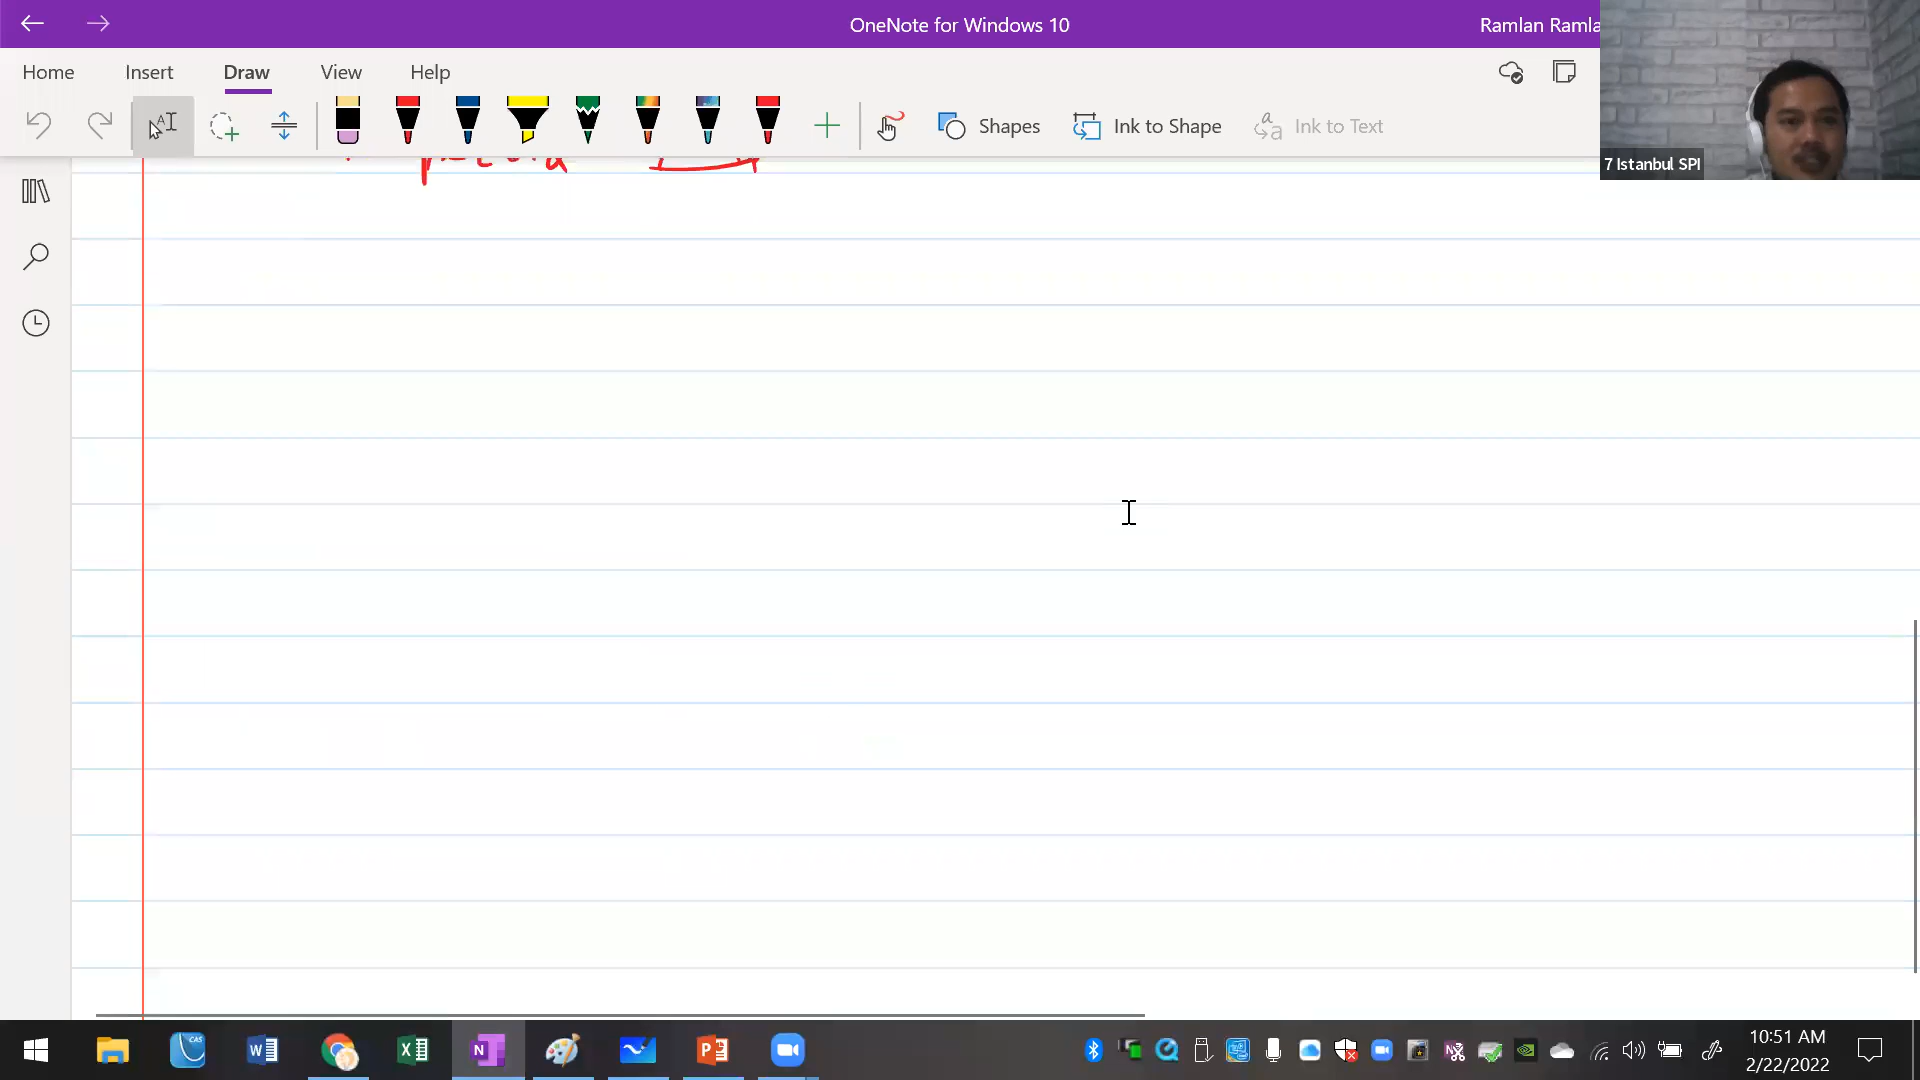 OneNote for Windows 10
Ramlan Ramla
Home Insert Draw View Help
Shapes Ink to Shape Ink to Text
7 Istanbul SPI
10:51 AM
2/22/2022